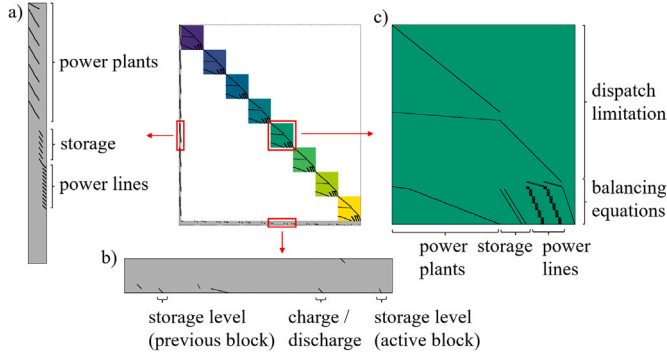 a)
power plants
storage
power lines
c)
dispatch
limitation
balancing
equations
power
plants
storage
power
lines
b)
storage level
(previous block)
charge /
discharge
storage level
(active block)